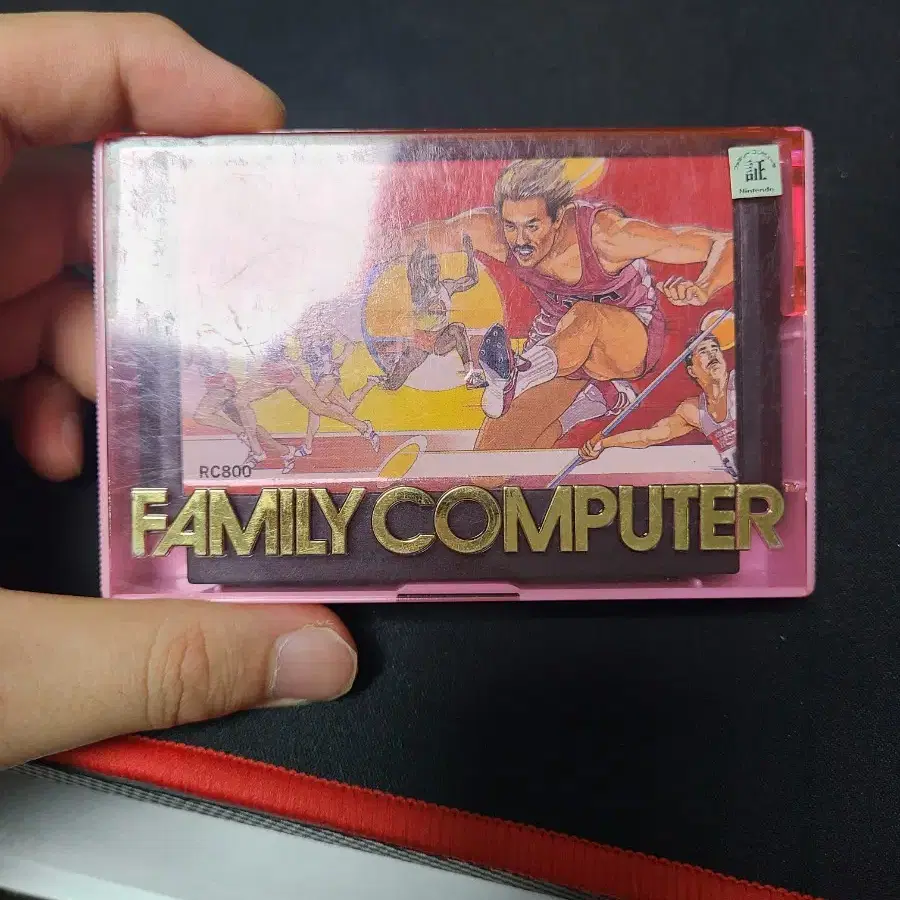 証
Nintendo
RC800
FAMILY COMPUTER